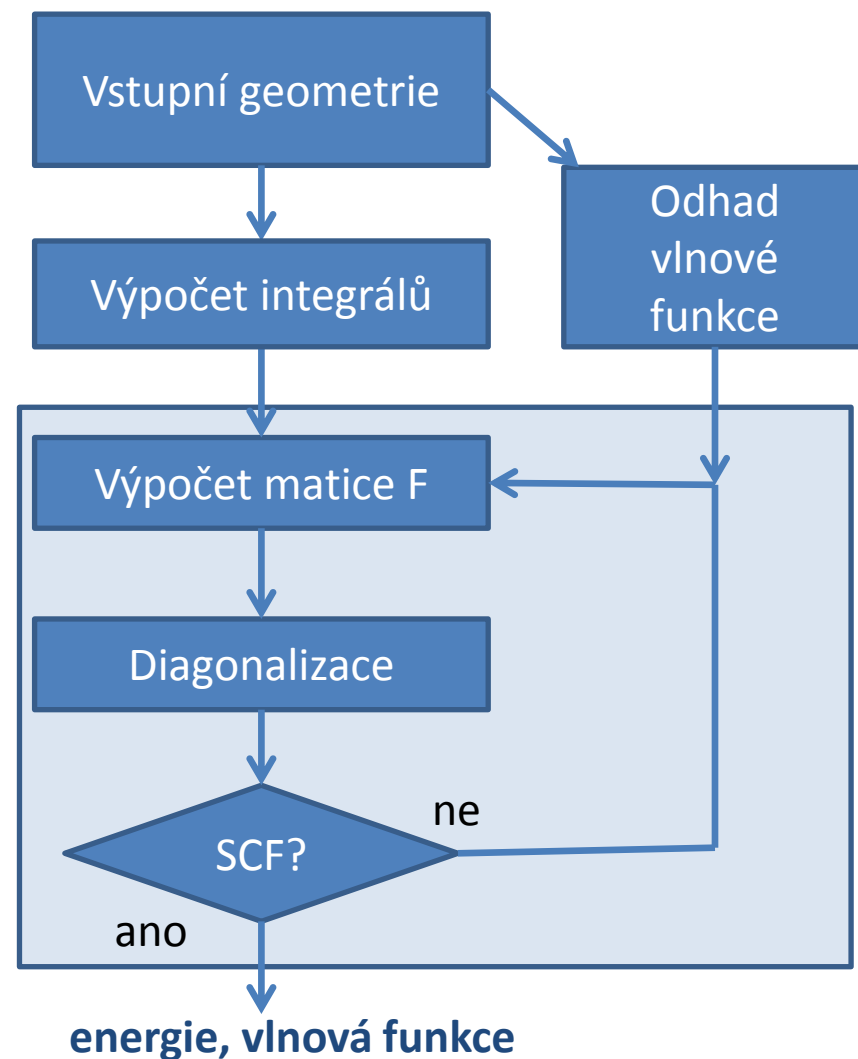 Vstupní geometrie
Odhad
vlnové
funkce
Výpočet integrálů
Výpočet matice F
Diagonalizace
ne
SCF?
ano
energie, vlnová funkce